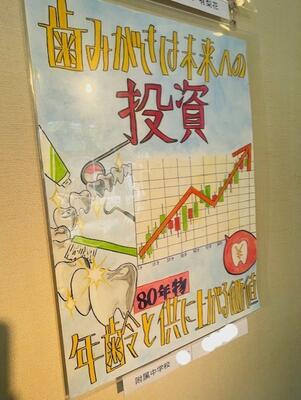 歯みがきは未来への
投資
80年物
年齢と供に上がる価値
附属中学校